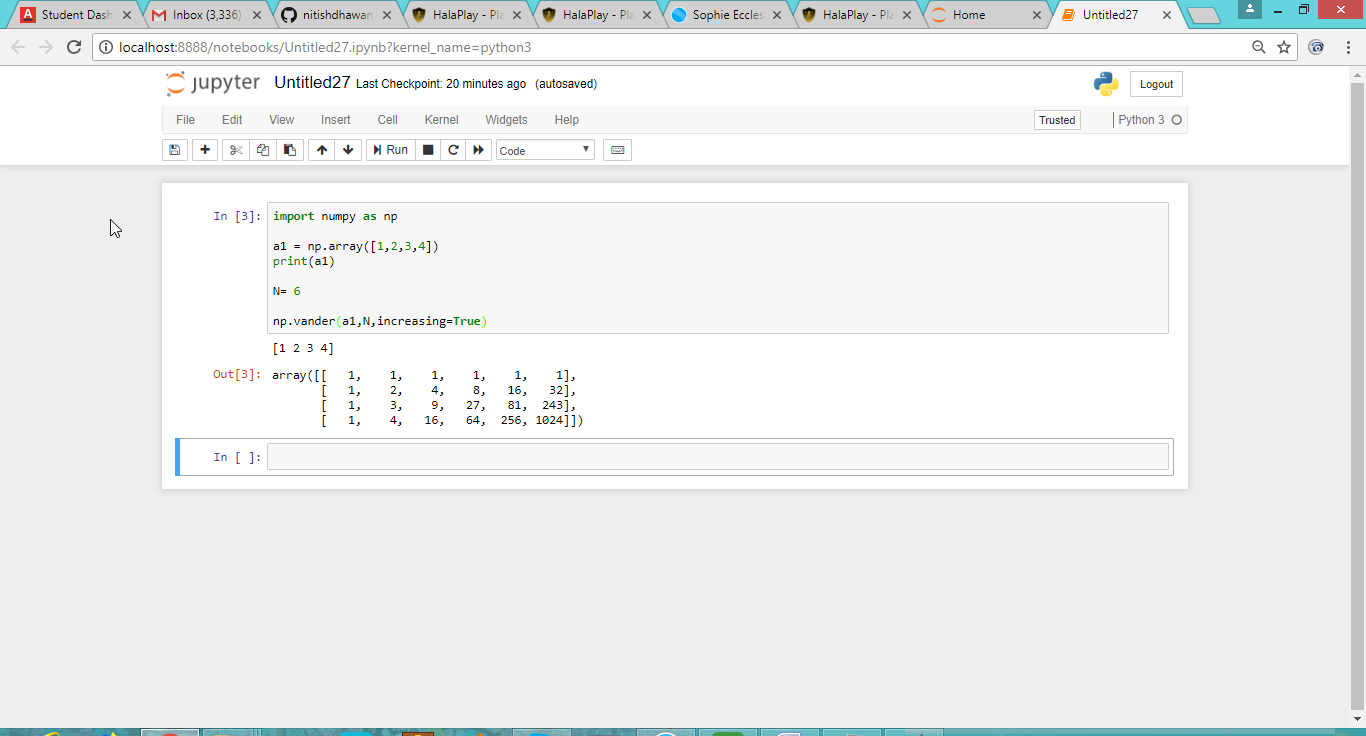 Student Dash
Inbox (3,336)
nitishdhawan
HalaPlay - Pla
HalaPlay - Pla
Sophie Eccles
HalaPlay - Pla
Home
Untitled27
localhost:8888/notebooks/Untitled27.ipynb?kernel_name=python3
jupyter Untitled27 Last Checkpoint: 20 minutes ago (autosaved)
Logout
File Edit View Insert Cell Kernel Widgets Help
Trusted
Python 3
Run
Code
In [3]: import numpy as np
a1 = np.array([1,2,3,4])
print(a1)
N= 6
np.vander(a1,N,increasing=True)
[1 2 3 4]
Out[3]: array([[   1,    1,    1,    1,    1,    1],
[   1,    2,    4,    8,   16,   32],
[   1,    3,    9,   27,   81,  243],
[   1,    4,   16,   64,  256, 1024]])
In [ ]: